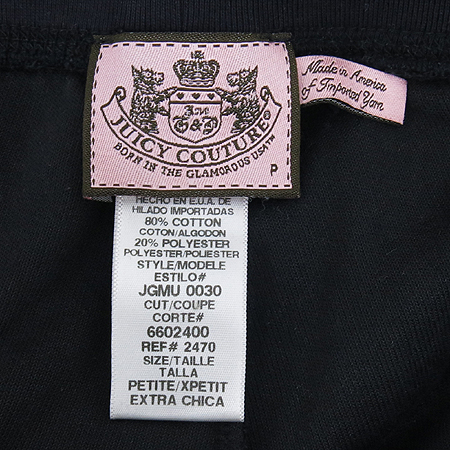 Juicy
G&P
JUICY COUTURE
BORN IN THE GLAMOROUS USA
P
Made in America
of Imported Yarn
HECHO EN E.U.A. DE
HILADO IMPORTADAS
80% COTTON
COTON/ALGODON
20% POLYESTER
POLYESTER/POLIESTER
STYLE/MODELE
ESTILO#
JGMU 0030
CUT/COUPE
CORTE#
6602400
REF# 2470
SIZE/TAILLE
TALLA
PETITE/XPETIT
EXTRA CHICA